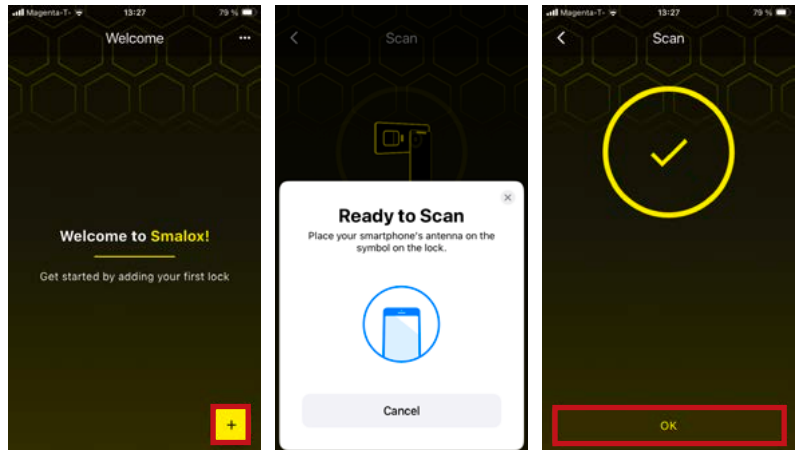 Magenta-T- 13:27 79 %
Welcome
Welcome to Smalox!
Get started by adding your first lock
+
Scan
Ready to Scan
Place your smartphone's antenna on the
symbol on the lock.
Cancel
Magenta-T- 13:27 79 %
Scan
OK